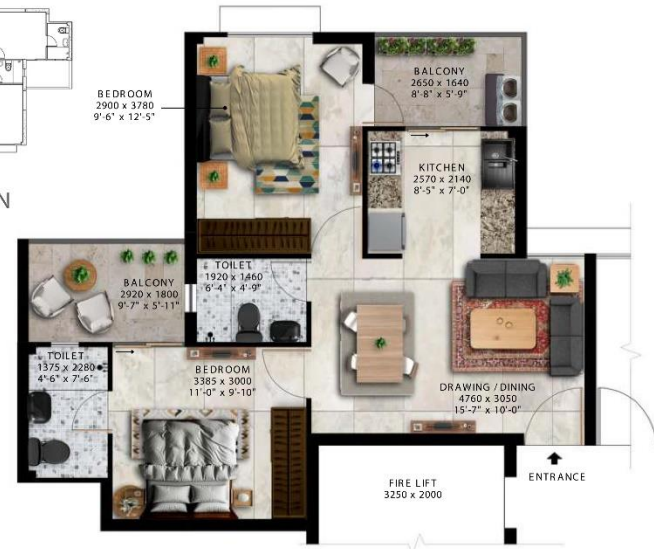 BEDROOM
2900 x 3780
9'-6" x 12'-5"
BALCONY
2650 x 1640
8'-8" x 5'-9"
KITCHEN
2570 x 2140
8'-5" x 7'-0"
N
TOILET
1920 x 1460
6'-4" x 4'-9"
BALCONY
2920 x 1800
9'-7" x 5'-11"
TOILET
1375 x 2280
4'-6" x 7'-6"
BEDROOM
3385 x 3000
11'-0" x 9'-10"
DRAWING / DINING
4760 x 3050
15'-7" x 10'-0"
FIRE LIFT
3250 x 2000
ENTRANCE